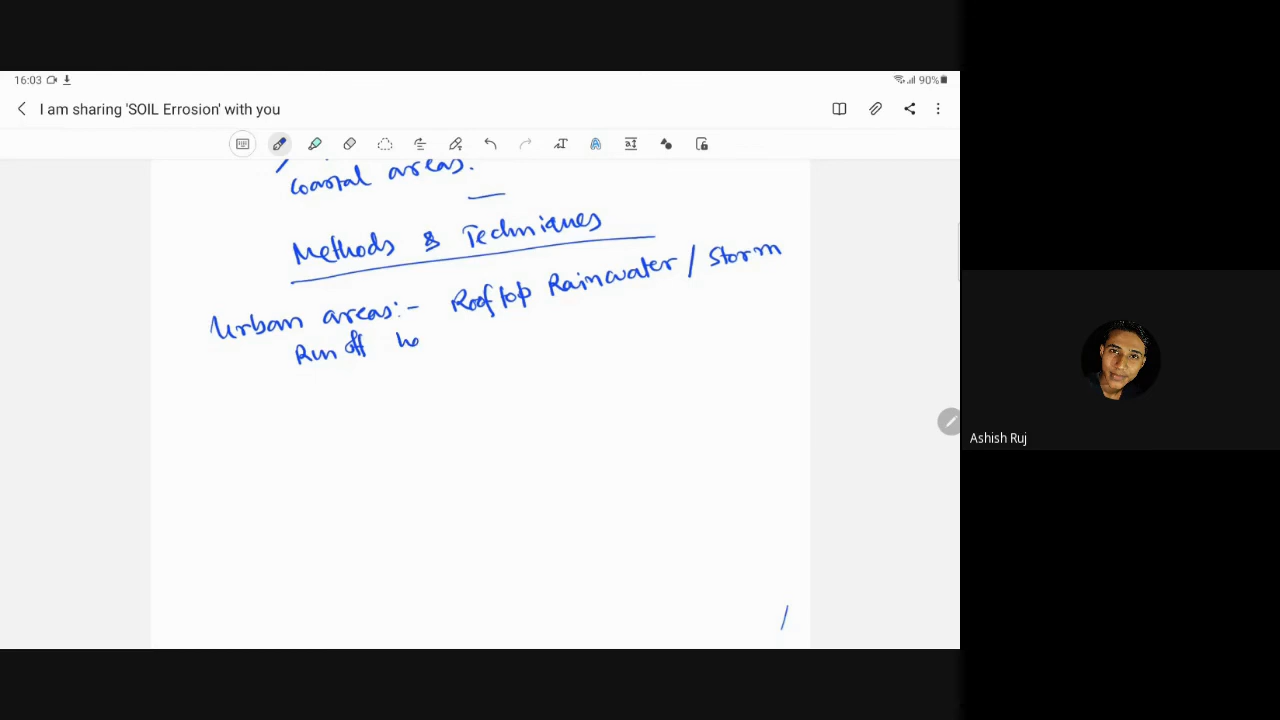 16:03
90%
I am sharing 'SOIL Errosion' with you
coastal areas.
Methods & Techniques
Urban areas:- Rooftop Rainwater / Storm
Run off
Ashish Ruj